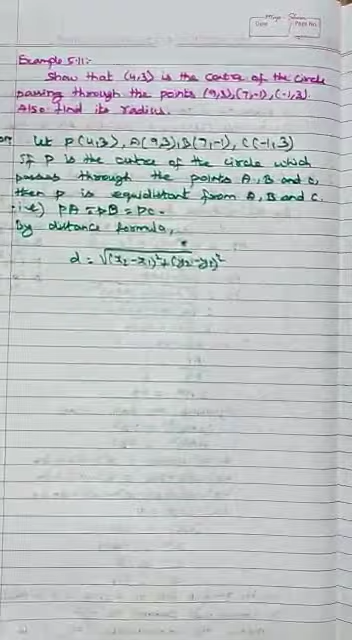 Date
Page No.
Example 5.11:
Show that (4,3) is the centre of the circle
passing through the points (9,3),(7,-1),(-1,3).
Also find its radius.
Let P(4,3), A(9,3), B(7,-1), C(-1,3)
If P is the centre of the circle which
passes through the points A, B and C,
then P is equidistant from A, B and C.
(i.e) PA = PB = PC.
By distance formula,
d = √(x₂-x₁)²+(y₂-y₁)²